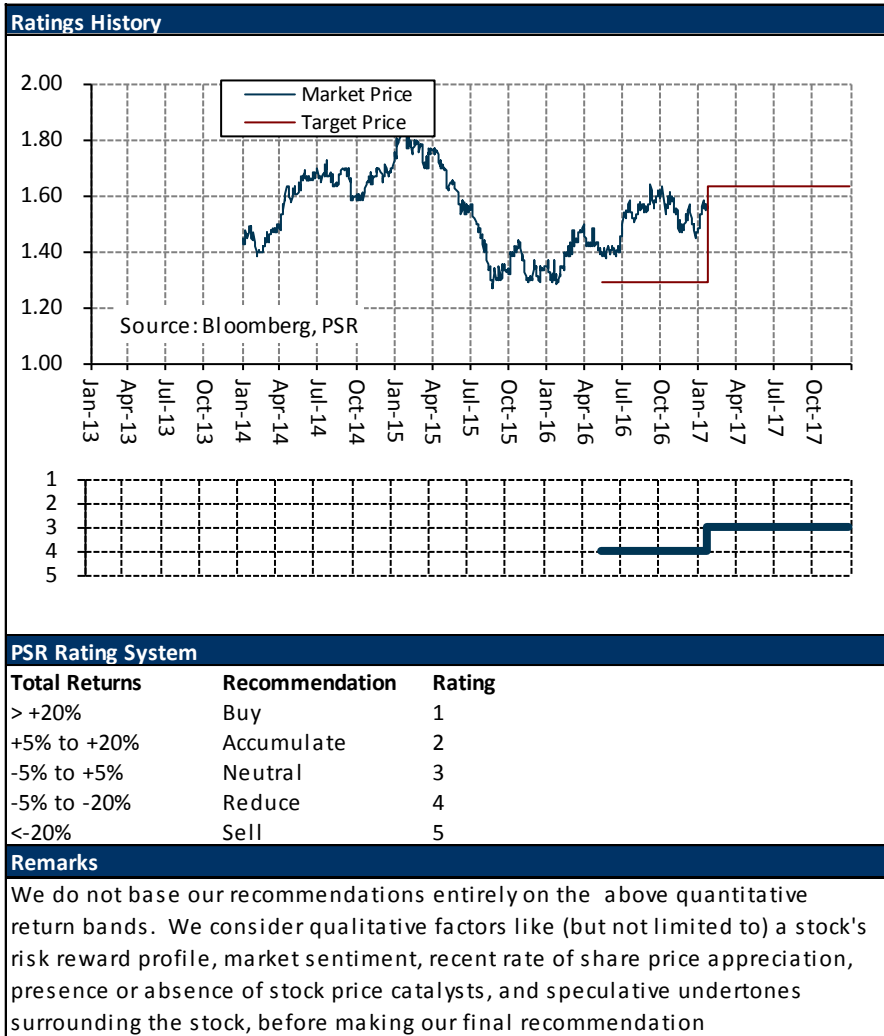 Ratings History
2.00
1.80
1.60
1.40
1.20
1.00
Market Price
Target Price
Source: Bloomberg, PSR
Jan-13
Apr-13
Jul-13
Oct-13
Jan-14
Apr-14
Jul-14
Oct-14
Jan-15
Apr-15
Jul-15
Oct-15
Jan-16
Apr-16
Jul-16
Oct-16
Jan-17
Apr-17
Jul-17
Oct-17
1
2
3
4
5
PSR Rating System
Total Returns Recommendation Rating
> +20% Buy 1
+5% to +20% Accumulate 2
-5% to +5% Neutral 3
-5% to -20% Reduce 4
<-20% Sell 5
Remarks
We do not base our recommendations entirely on the above quantitative
return bands. We consider qualitative factors like (but not limited to) a stock's
risk reward profile, market sentiment, recent rate of share price appreciation,
presence or absence of stock price catalysts, and speculative undertones
surrounding the stock, before making our final recommendation